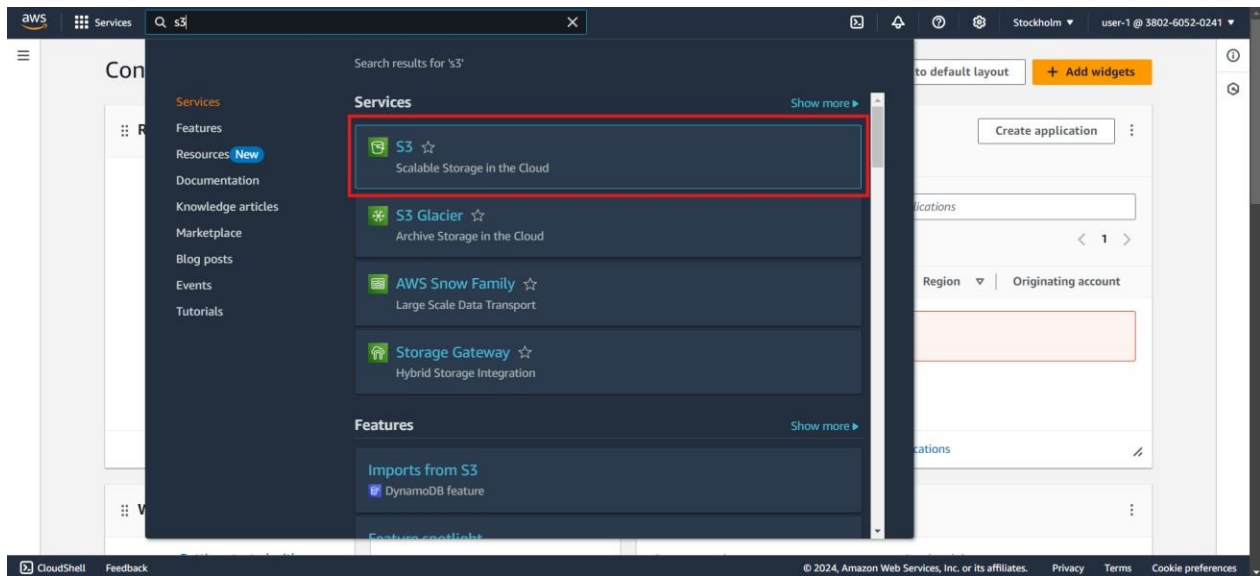 aws
Services
s3
Stockholm ▼
user-1 @ 3802-6052-0241 ▼
Con
to default layout
+ Add widgets
Search results for 's3'
Services
Features
Resources New
Documentation
Knowledge articles
Marketplace
Blog posts
Events
Tutorials
Services
Show more ▶
S3
Scalable Storage in the Cloud
S3 Glacier
Archive Storage in the Cloud
AWS Snow Family
Large Scale Data Transport
Storage Gateway
Hybrid Storage Integration
Features
Show more ▶
Imports from S3
DynamoDB feature
Feature spotlight
R
Create application
lications
1
Region
Originating account
cations
W
CloudShell
Feedback
© 2024, Amazon Web Services, Inc. or its affiliates.
Privacy
Terms
Cookie preferences